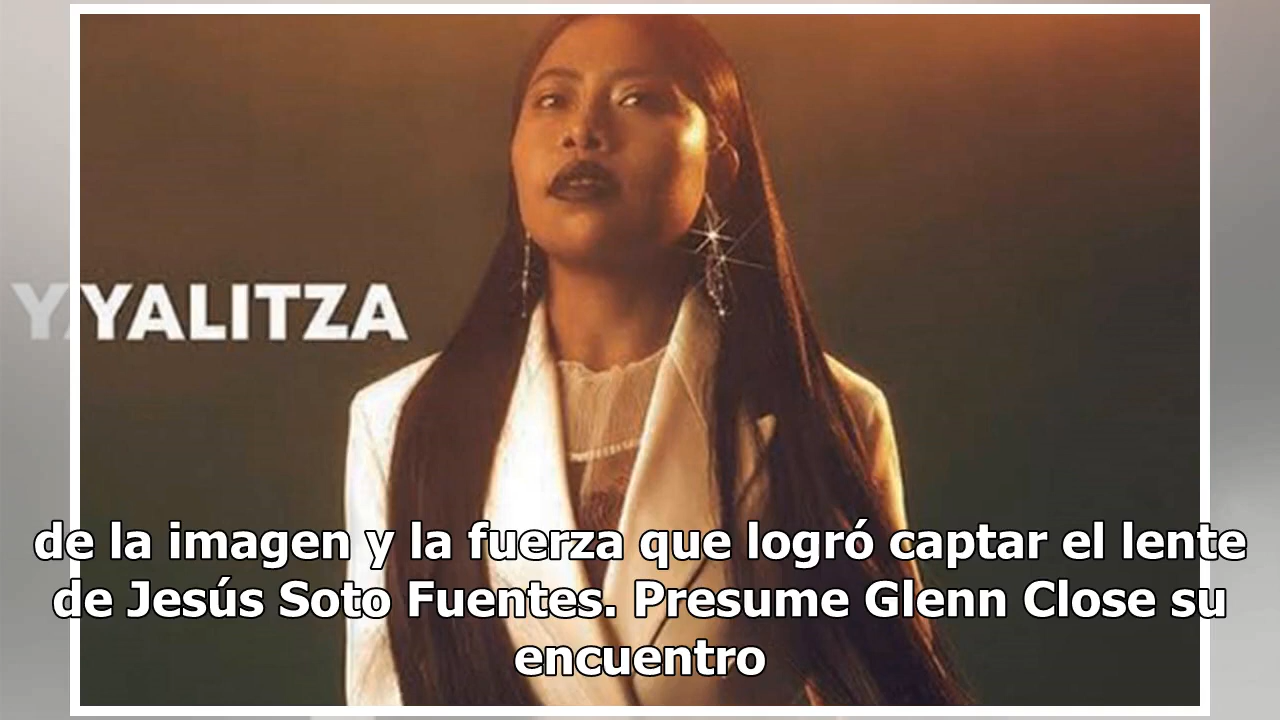 YALITZA
de la imagen y la fuerza que logró captar el lente
de Jesús Soto Fuentes. Presume Glenn Close su
encuentro